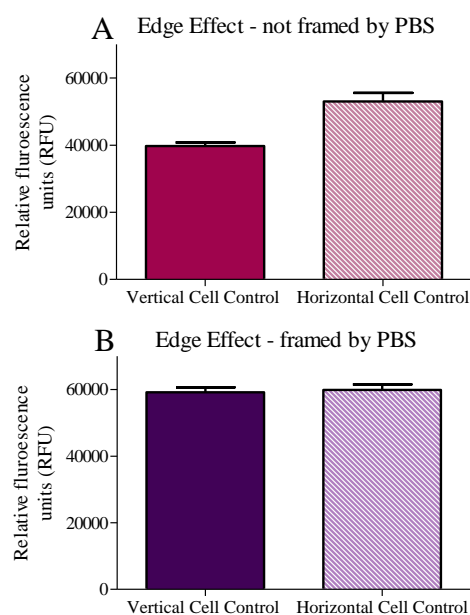 A Edge Effect - not framed by PBS
Relative fluroescence
units (RFU)
60000
40000
20000
0
Vertical Cell Control Horizontal Cell Control
B Edge Effect - framed by PBS
Relative fluroescence
units (RFU)
60000
40000
20000
0
Vertical Cell Control Horizontal Cell Control